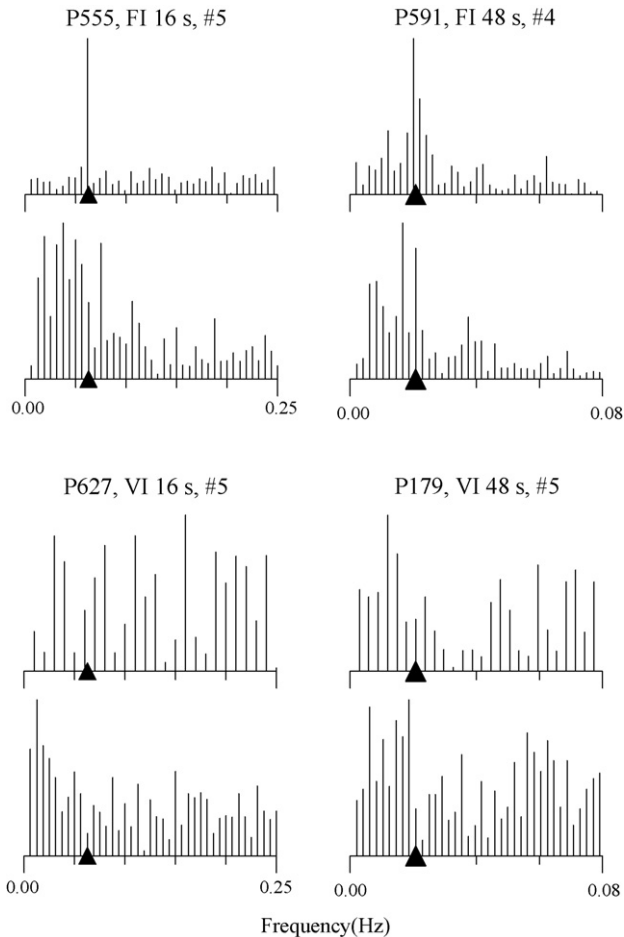 P555, FI 16 s, #5
P591, FI 48 s, #4
0.00
0.25
0.00
0.08
P627, VI 16 s, #5
P179, VI 48 s, #5
0.00
0.25
0.00
0.08
Frequency(Hz)